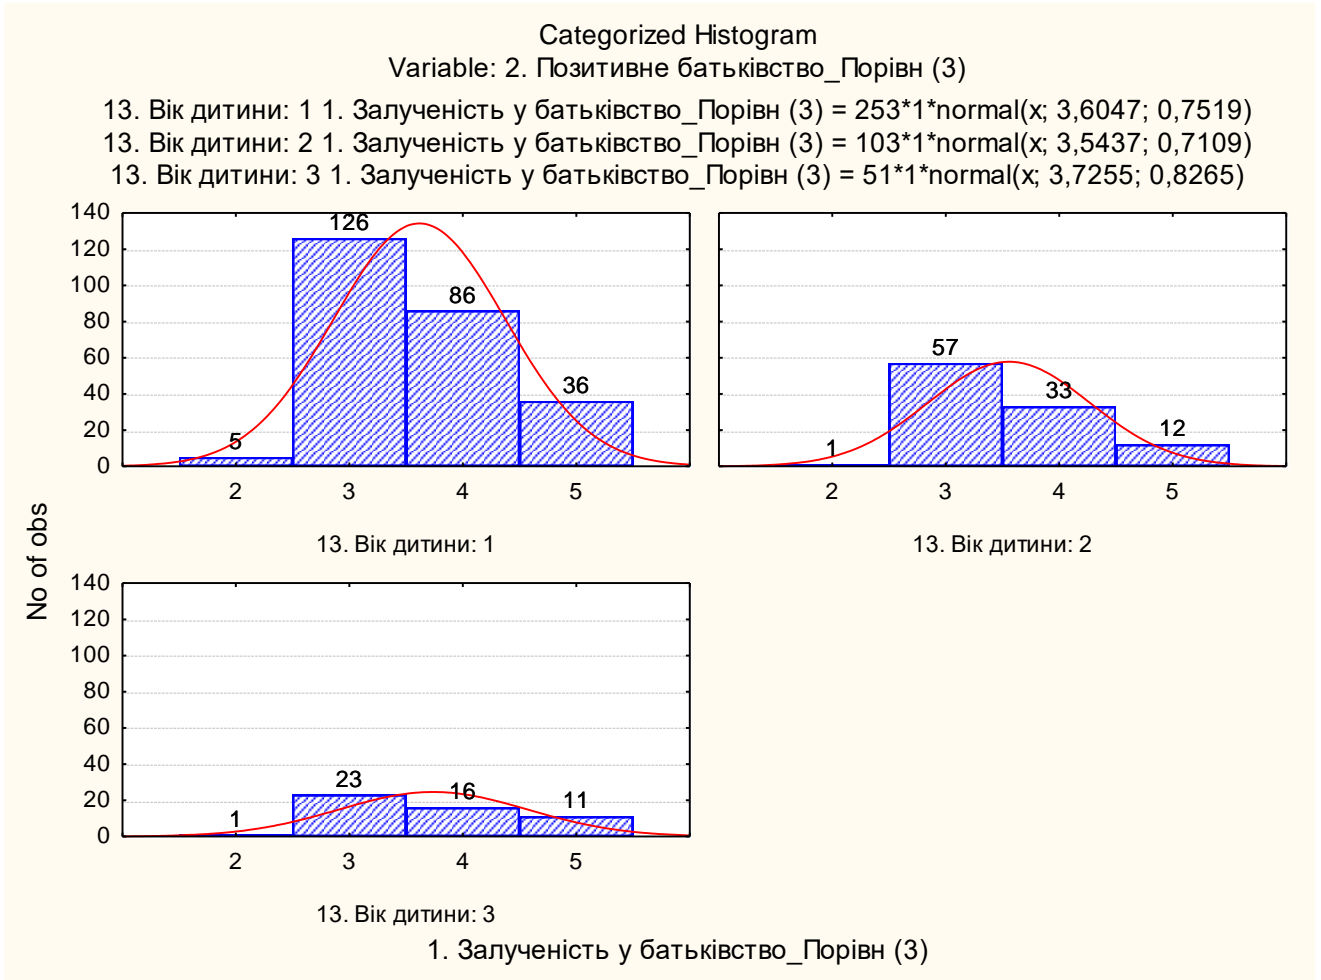 Categorized Histogram
Variable: 2. Позитивне батьківство_Порівн (3)
13. Вік дитини: 1 1. Залученість у батьківство_Порівн (3) = 253*1*normal(x; 3,6047; 0,7519)
13. Вік дитини: 2 1. Залученість у батьківство_Порівн (3) = 103*1*normal(x; 3,5437; 0,7109)
13. Вік дитини: 3 1. Залученість у батьківство_Порівн (3) = 51*1*normal(x; 3,7255; 0,8265)
No of obs
140
120
100
80
60
40
20
0
5
126
86
36
2 3 4 5
13. Вік дитини: 1
1
57
33
12
2 3 4 5
13. Вік дитини: 2
140
120
100
80
60
40
20
0
1
23
16
11
2 3 4 5
13. Вік дитини: 3
1. Залученість у батьківство_Порівн (3)